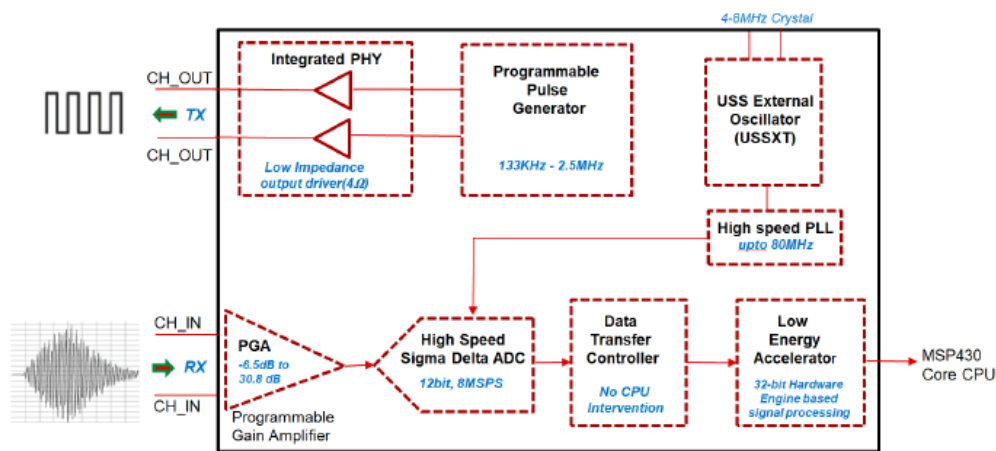 4-8MHz Crystal
Integrated PHY
CH_OUT
TX
CH_OUT
Low Impedance
output driver(4Ω)
Programmable
Pulse
Generator
133KHz - 2.5MHz
USS External
Oscillator
(USSXT)
High speed PLL
upto 80MHz
CH_IN
RX
CH_IN
PGA
-6.5dB to
30.8 dB
Programmable
Gain Amplifier
High Speed
Sigma Delta ADC
12bit, 8MSPS
Data
Transfer
Controller
No CPU
Intervention
Low
Energy
Accelerator
32-bit Hardware
Engine based
signal processing
MSP430
Core CPU